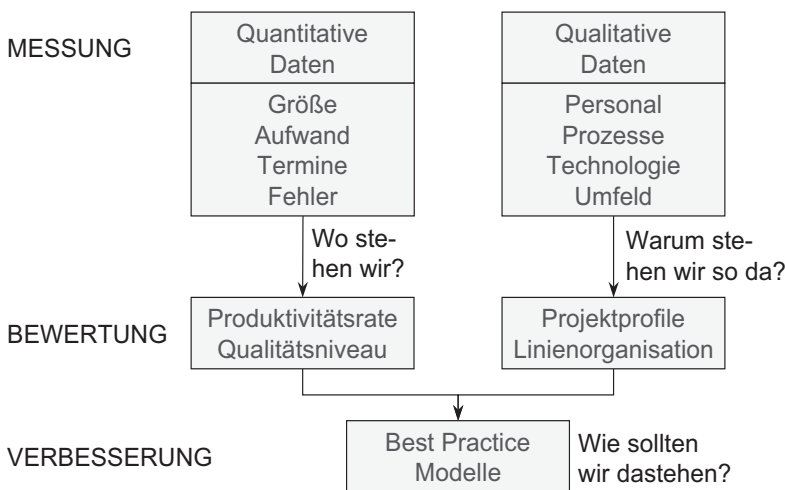 MESSUNG
Quantitative
Daten
Größe
Aufwand
Termine
Fehler
Qualitative
Daten
Personal
Prozesse
Technologie
Umfeld
Wo ste-
hen wir?
Warum ste-
hen wir so da?
BEWERTUNG
Produktivitätsrate
Qualitätsniveau
Projektprofile
Linienorganisation
VERBESSERUNG
Best Practice
Modelle
Wie sollten
wir dastehen?